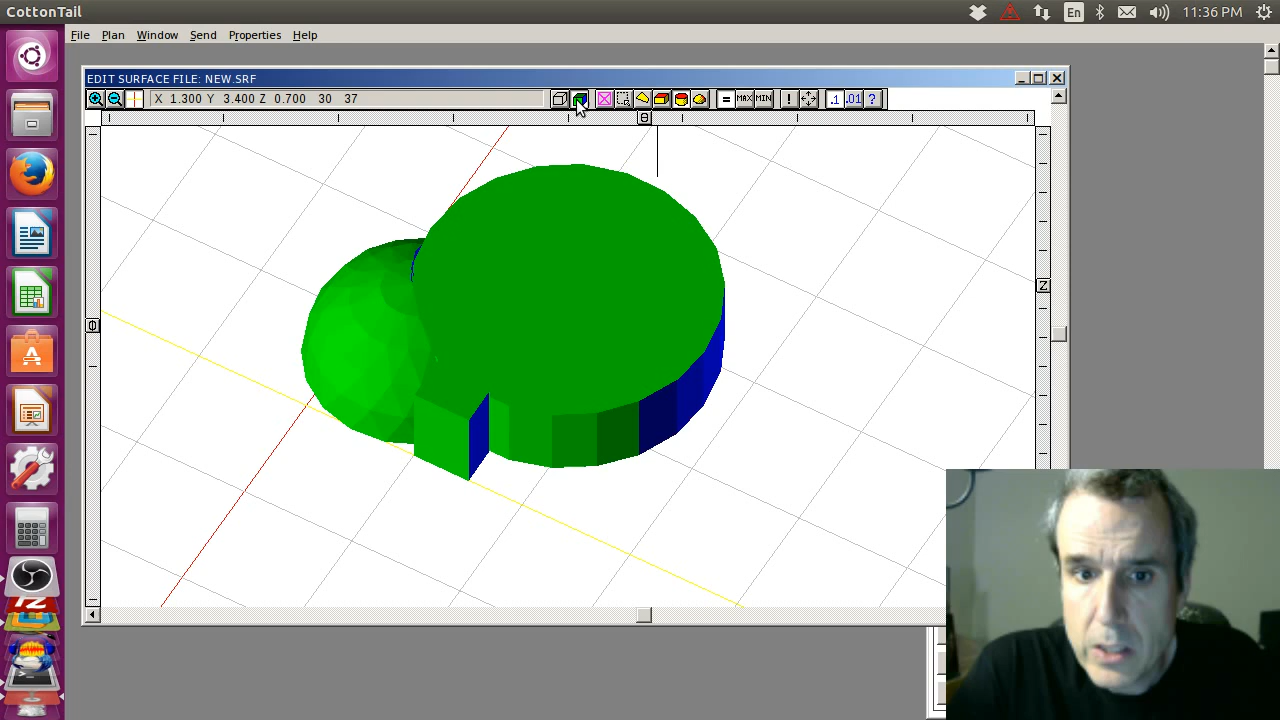 CottonTail
En
11:36 PM
File Plan Window Send Properties Help
EDIT SURFACE FILE: NEW.SRF
X 1.300 Y 3.400 Z 0.700 30 37
= MAX MIN ! .1 .01 ?
0
0
Z